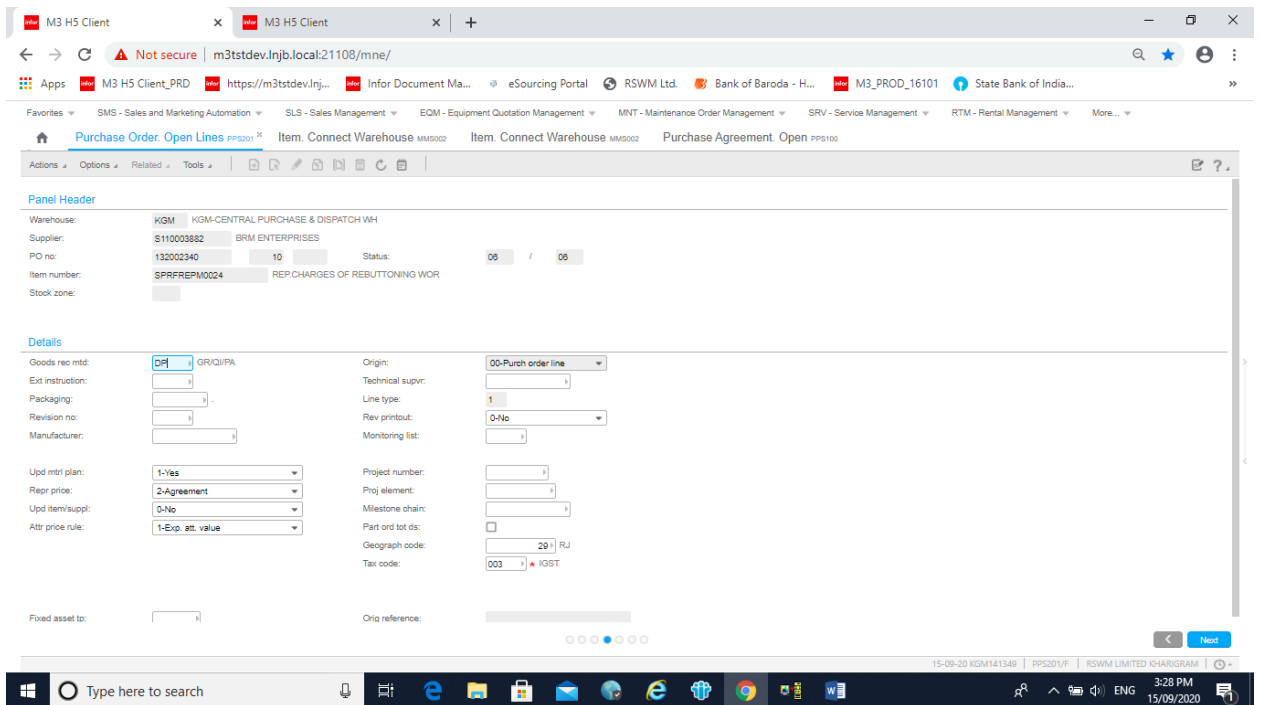 M3 H5 Client × M3 H5 Client × +
Not secure | m3tstdev.lnjb.local:21108/mne/
Apps M3 H5 Client_PRD https://m3tstdev.lnj... Infor Document Ma... eSourcing Portal RSWM Ltd. Bank of Baroda - H... M3_PROD_16101 State Bank of India... »
Favorites SMS - Sales and Marketing Automation SLS - Sales Management EQM - Equipment Quotation Management MNT - Maintenance Order Management SRV - Service Management RTM - Rental Management More...
Purchase Order. Open Lines PPS201 × Item. Connect Warehouse MMS002 Item. Connect Warehouse MMS002 Purchase Agreement. Open PPS100
Actions Options Related Tools ?
Panel Header
Warehouse: KGM KGM-CENTRAL PURCHASE & DISPATCH WH
Supplier: S110003882 BRM ENTERPRISES
PO no: 132002340 10 Status: 06 / 06
Item number: SPRFREPM0024 REP.CHARGES OF REBUTTONING WOR
Stock zone:
Details
Goods rec mtd: DP GR/QI/PA Origin: 00-Purch order line
Ext instruction: Technical supvr:
Packaging: . Line type: 1
Revision no: Rev printout: 0-No
Manufacturer: Monitoring list:
Upd mtrl plan: 1-Yes Project number:
Repr price: 2-Agreement Proj element:
Upd item/suppl: 0-No Milestone chain:
Attr price rule: 1-Exp. att. value Part ord tot ds:
Geograph code: 29 RJ
Tax code: 003 * IGST
Fixed asset tp: Orig reference:
Next
15-09-20 KGM141349 | PPS201/F | RSWM LIMITED KHARIGRAM
Type here to search ENG 3:28 PM
15/09/2020